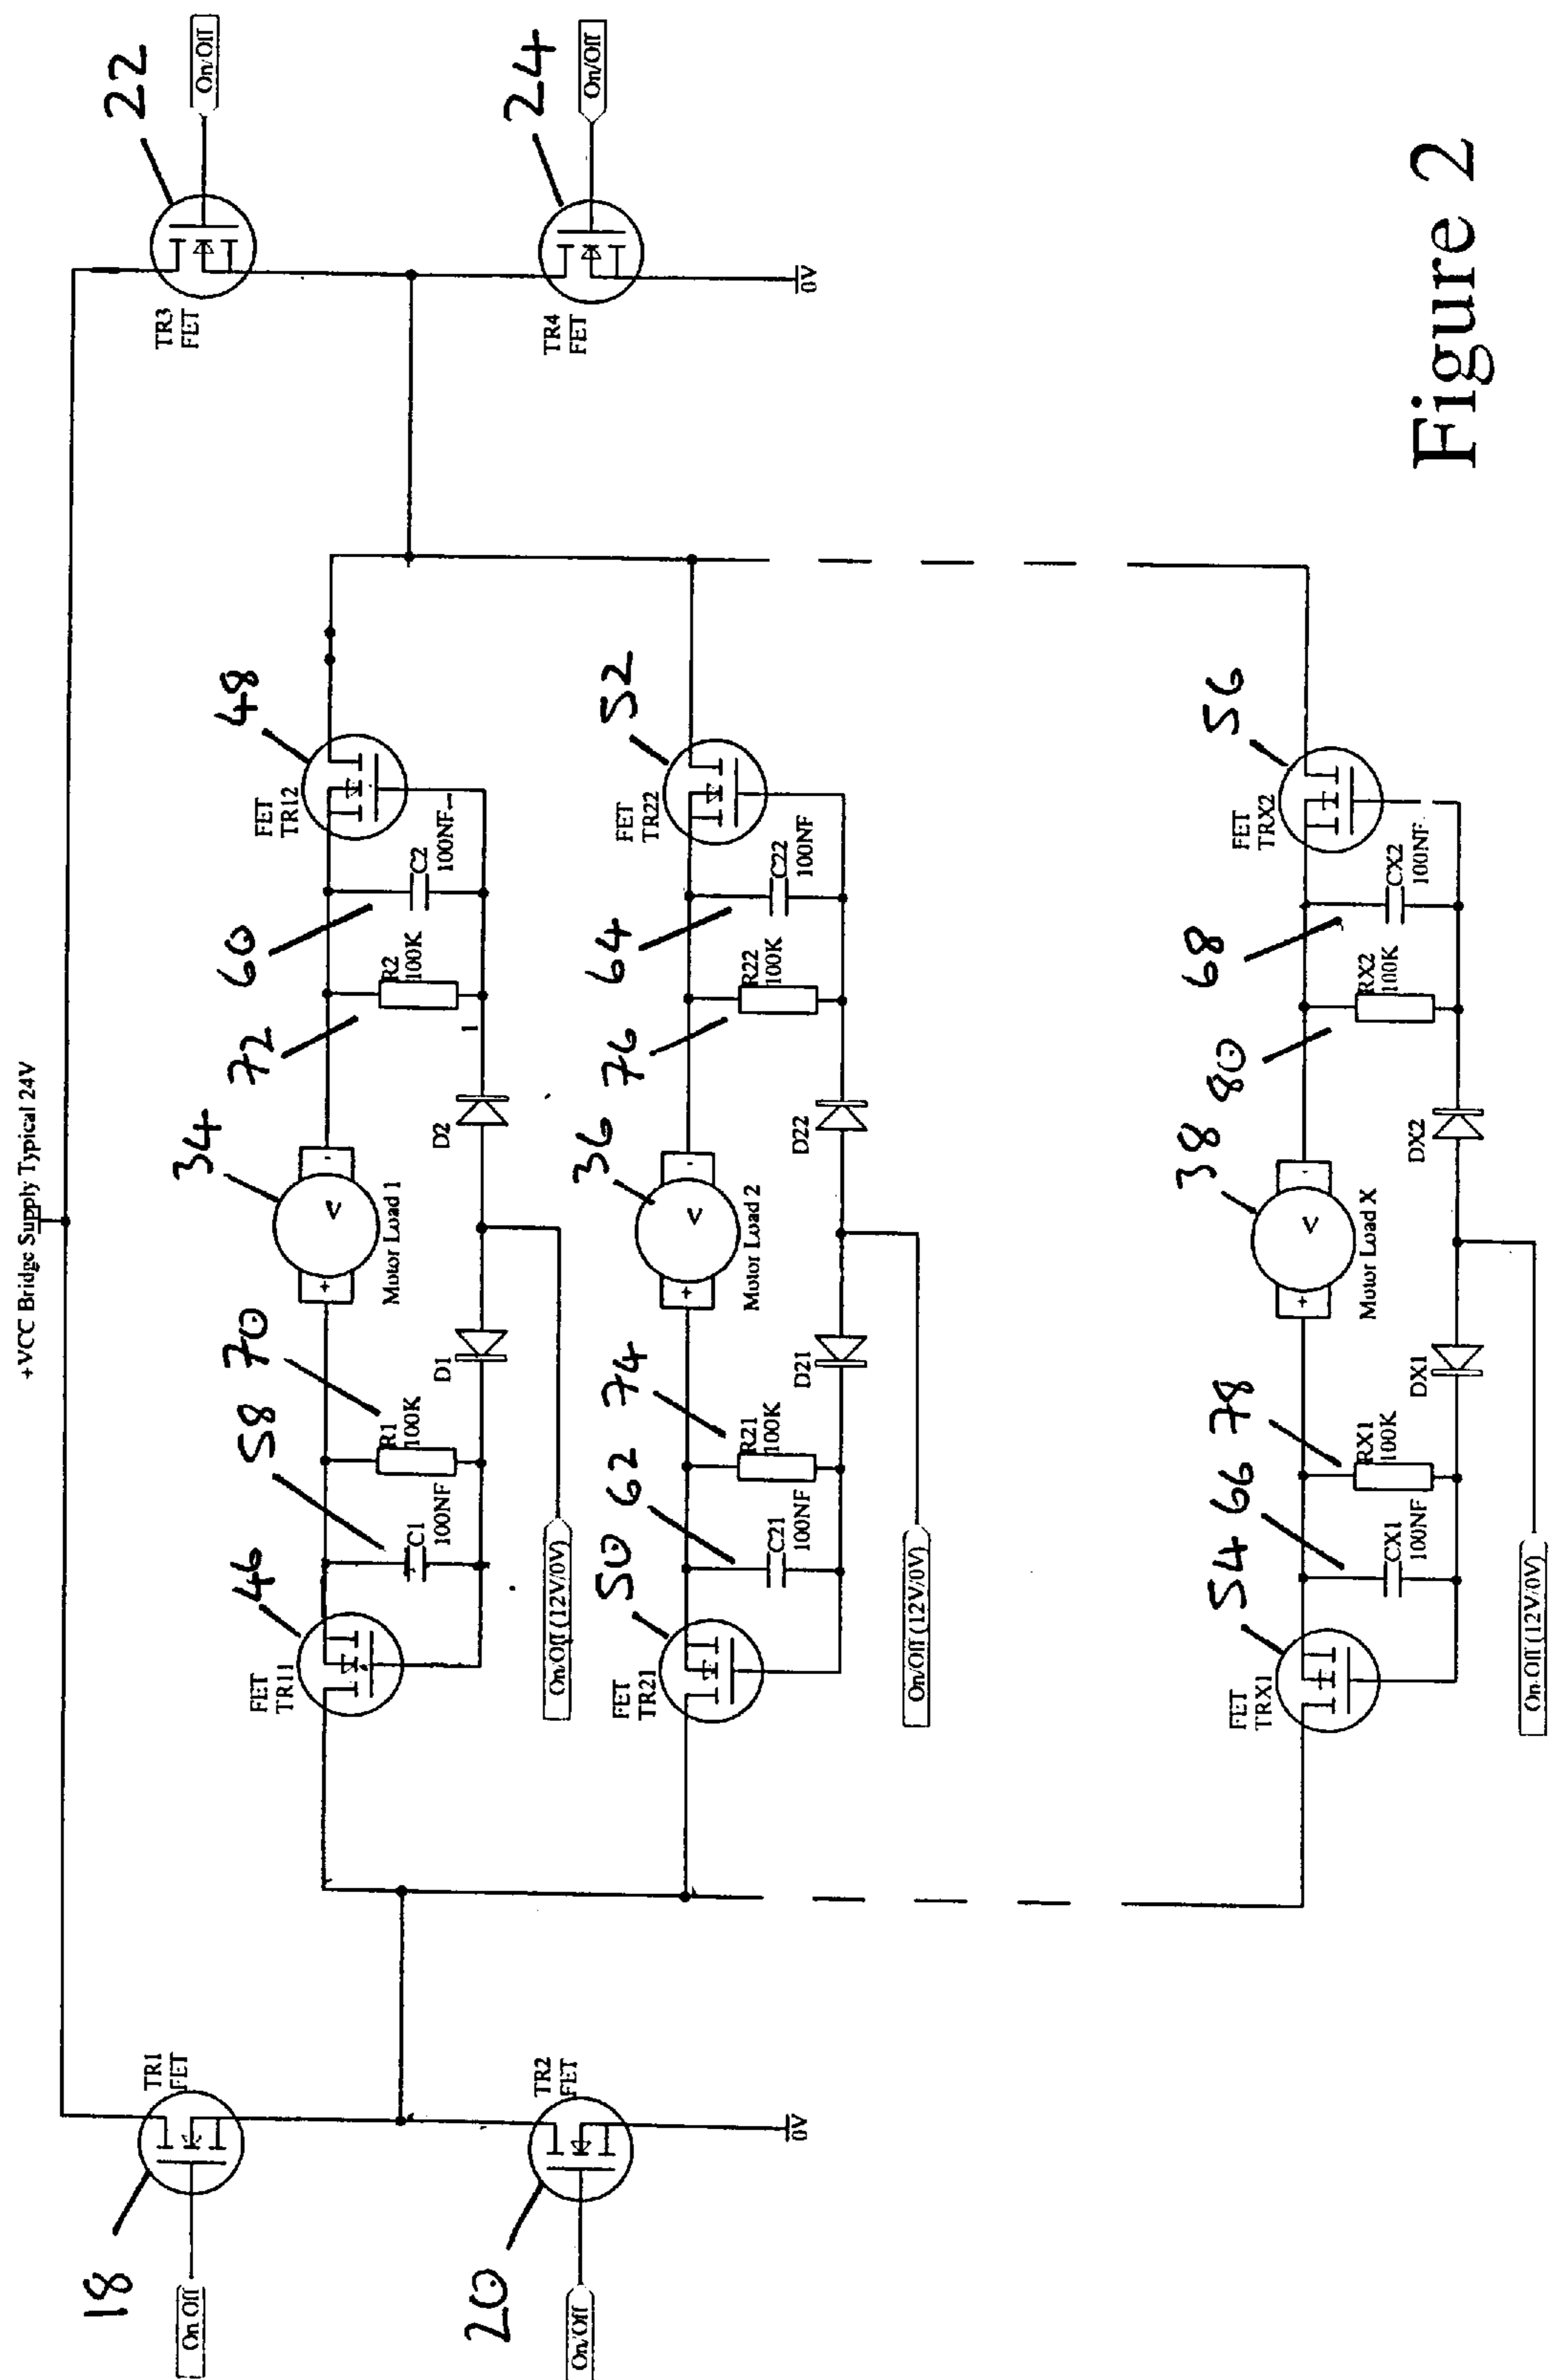 +VCC Bridge Supply Typical 24V
18
On Off
TR1
FET
20
On/Off
TR2
FET
0V
22
On/Off
TR3
FET
24
On/Off
TR4
FET
0V
46
FET
TR11
58
C1
100NF
70
R1
100K
34
+
V
-
Motor Load 1
72
R2
100K
60
C2
100NF
48
FET
TR12
D1
D2
1
On/Off (12V/0V)
50
FET
TR21
62
C21
100NF
74
R21
100K
36
+
V
-
Motor Load 2
76
R22
100K
64
C22
100NF
52
FET
TR22
D21
D22
On/Off (12V/0V)
54
FET
TRX1
66
CX1
100NF
78
RX1
100K
38
+
V
-
Motor Load X
80
RX2
100K
68
CX2
100NF
56
FET
TRX2
DX1
DX2
On-Off (12V/0V)
Figure 2